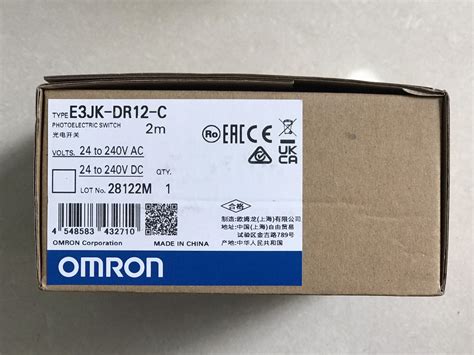 TYPE E3JK-DR12-C
PHOTOELECTRIC SWITCH 2m
光电开关
VOLTS. 24 to 240V AC
24 to 240V DC QTY.
LOT No. 28122M 1
4 548583 432710
OMRON Corporation MADE IN CHINA
OMRON
Ro EAC CE
UK
CA
合格
制造:欧姆龙(上海)有限公司
地址:中国(上海)自由贸易
试验区金吉路789号
产地:中华人民共和国